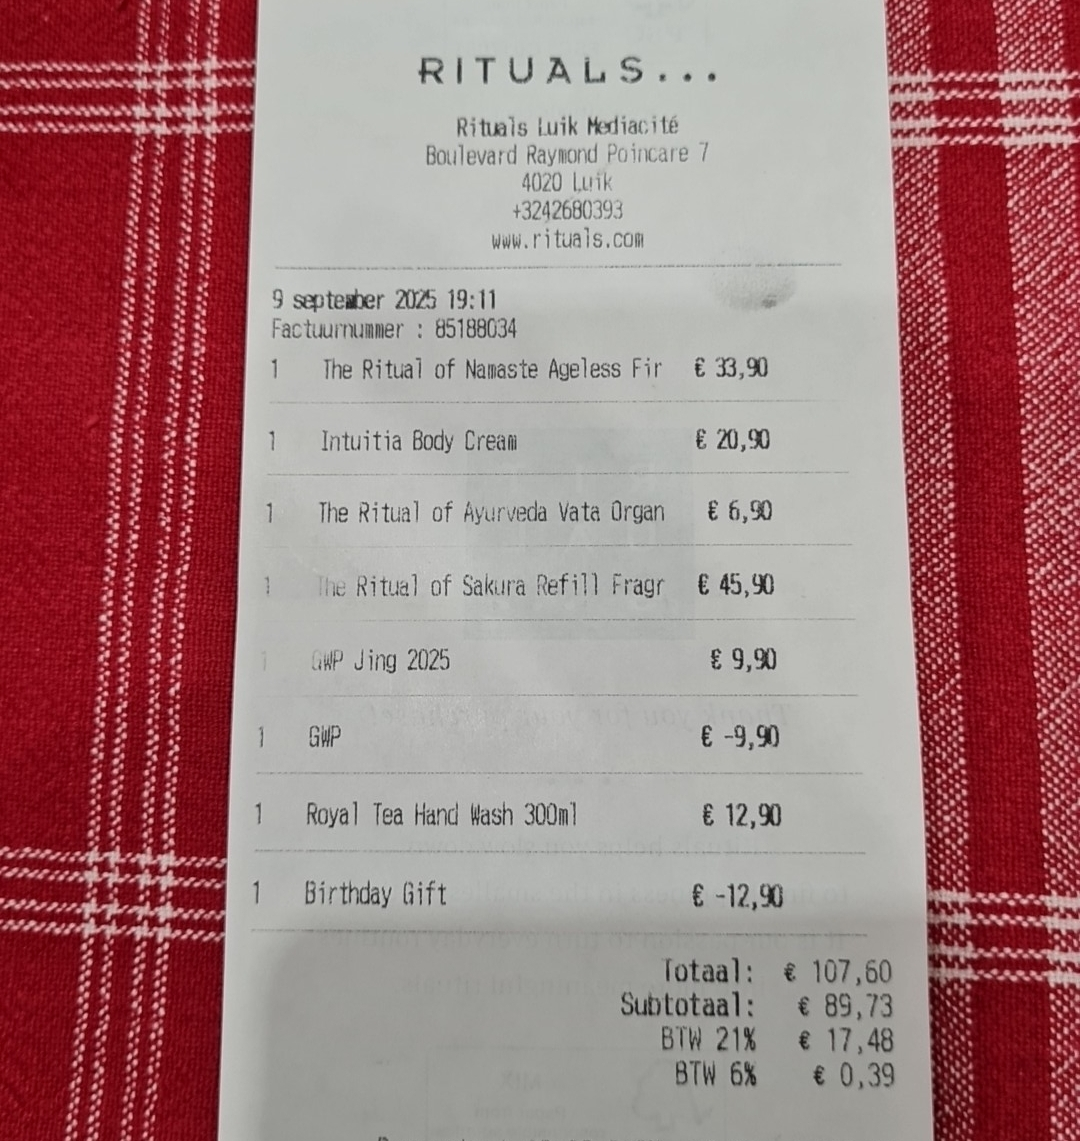 RITUALS...
Rituals Luik Mediacité
Boulevard Raymond Poincare 7
4020 Luik
+3242680393
www.rituals.com
9 september 2025 19:11
Factuurnummer : 85188034
1 The Ritual of Namaste Ageless Fir € 33,90
1 Intuitia Body Cream € 20,90
1 The Ritual of Ayurveda Vata Organ € 6,90
1 The Ritual of Sakura Refill Fragr € 45,90
1 GWP Jing 2025 € 9,90
1 GWP € -9,90
1 Royal Tea Hand Wash 300ml € 12,90
1 Birthday Gift € -12,90
Totaal: € 107,60
Subtotaal: € 89,73
BTW 21% € 17,48
BTW 6% € 0,39